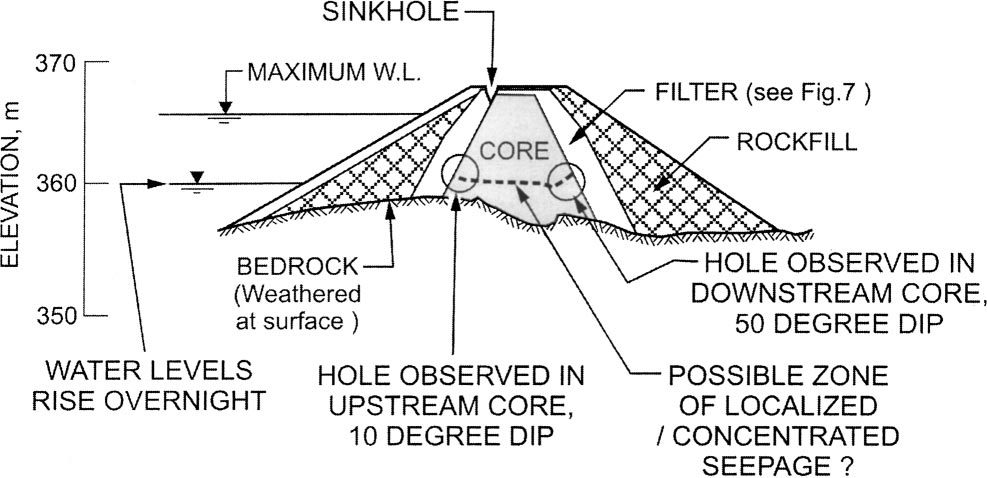 SINKHOLE
370
MAXIMUM W.L.
FILTER (see Fig.7 )
ROCKFILL
CORE
ELEVATION, m
360
BEDROCK
(Weathered
at surface )
HOLE OBSERVED IN
DOWNSTREAM CORE,
50 DEGREE DIP
350
WATER LEVELS
RISE OVERNIGHT
HOLE OBSERVED IN
UPSTREAM CORE,
10 DEGREE DIP
POSSIBLE ZONE
OF LOCALIZED
/ CONCENTRATED
SEEPAGE ?